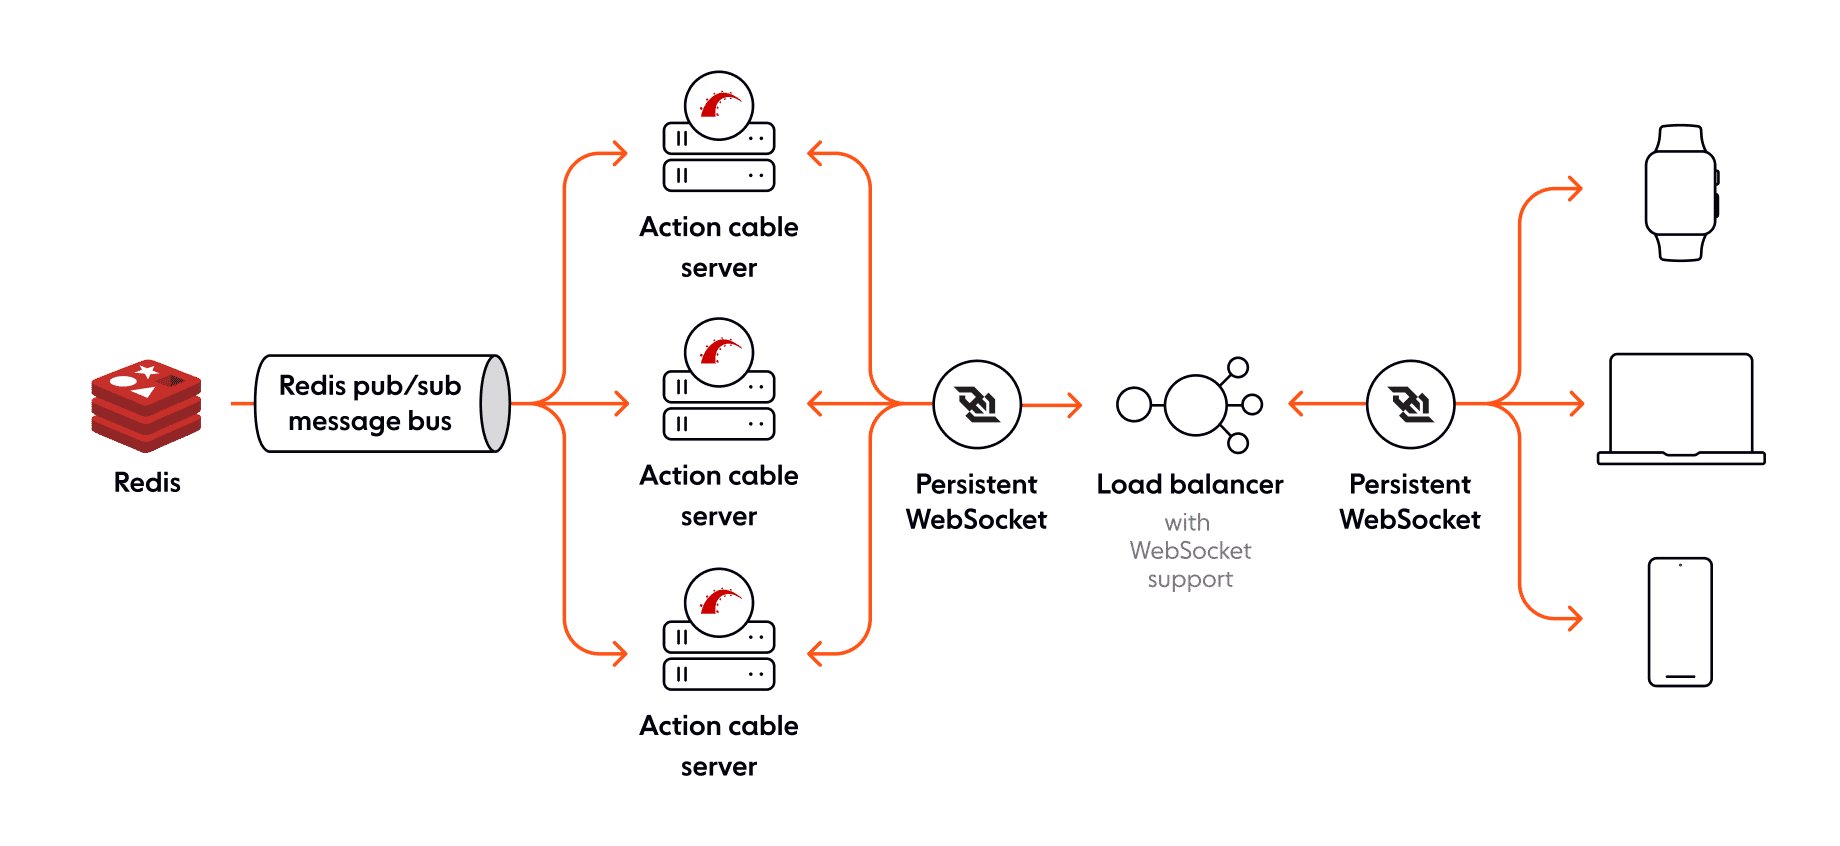 Redis
Redis pub/sub
message bus
Action cable
server
Action cable
server
Action cable
server
Persistent
WebSocket
Load balancer
with
WebSocket
support
Persistent
WebSocket